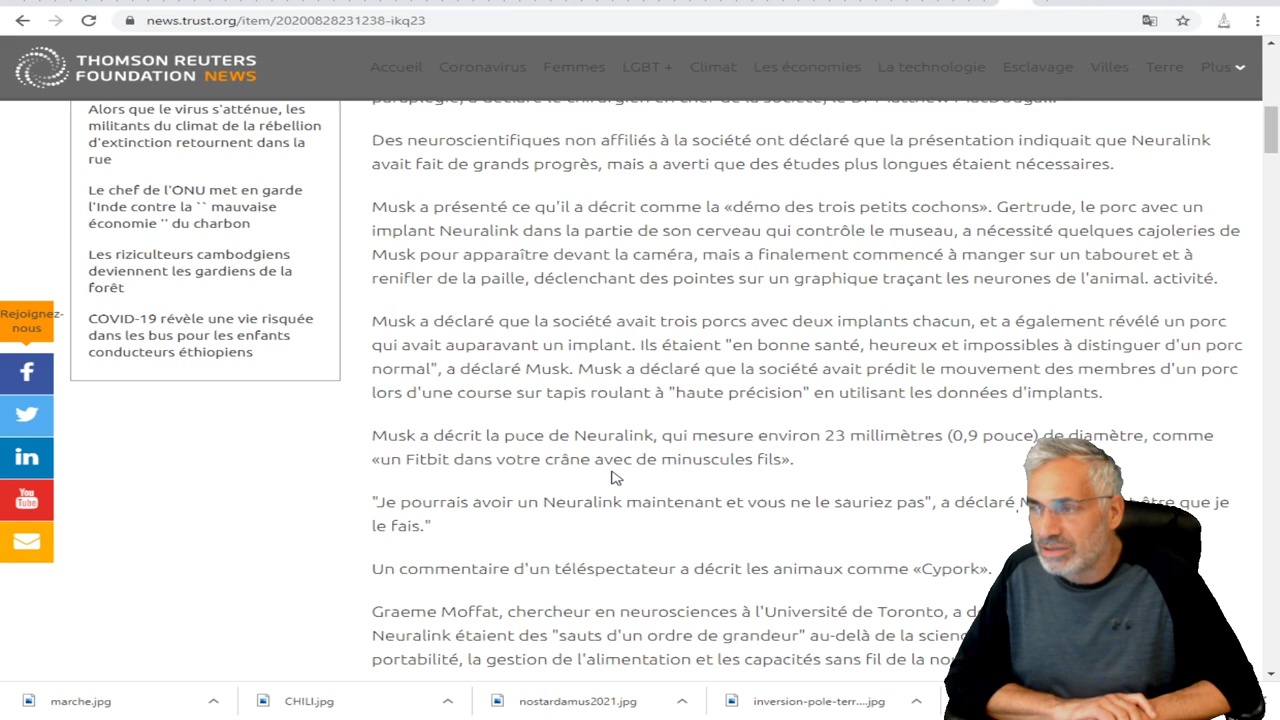 news.trust.org/item/20200828231238-ikq23
THOMSON REUTERS
FOUNDATION NEWS
Accueil Coronavirus Femmes LGBT + Climat Les économies La technologie Esclavage Villes Terre Plus
Alors que le virus s'atténue, les
militants du climat de la rébellion
d'extinction retournent dans la
rue
Le chef de l'ONU met en garde
l'Inde contre la `` mauvaise
économie '' du charbon
Les riziculteurs cambodgiens
deviennent les gardiens de la
forêt
COVID-19 révèle une vie risquée
dans les bus pour les enfants
conducteurs éthiopiens
Rejoignez-
nous
Des neuroscientifiques non affiliés à la société ont déclaré que la présentation indiquait que Neuralink
avait fait de grands progrès, mais a averti que des études plus longues étaient nécessaires.
Musk a présenté ce qu'il a décrit comme la «démo des trois petits cochons». Gertrude, le porc avec un
implant Neuralink dans la partie de son cerveau qui contrôle le museau, a nécessité quelques cajoleries de
Musk pour apparaître devant la caméra, mais a finalement commencé à manger sur un tabouret et à
renifler de la paille, déclenchant des pointes sur un graphique traçant les neurones de l'animal. activité.
Musk a déclaré que la société avait trois porcs avec deux implants chacun, et a également révélé un porc
qui avait auparavant un implant. Ils étaient "en bonne santé, heureux et impossibles à distinguer d'un porc
normal", a déclaré Musk. Musk a déclaré que la société avait prédit le mouvement des membres d'un porc
lors d'une course sur tapis roulant à "haute précision" en utilisant les données d'implants.
Musk a décrit la puce de Neuralink, qui mesure environ 23 millimètres (0,9 pouce) de diamètre, comme
«un Fitbit dans votre crâne avec de minuscules fils».
"Je pourrais avoir un Neuralink maintenant et vous ne le sauriez pas", a déclaré que je
le fais."
Un commentaire d'un téléspectateur a décrit les animaux comme «Cypork».
Graeme Moffat, chercheur en neurosciences à l'Université de Toronto, a
Neuralink étaient des "sauts d'un ordre de grandeur" au-delà de la
portabilité, la gestion de l'alimentation et les capacités sans fil de la
marche.jpg
CHILI.jpg
nostardamus2021.jpg
inversion-pole-terr....jpg